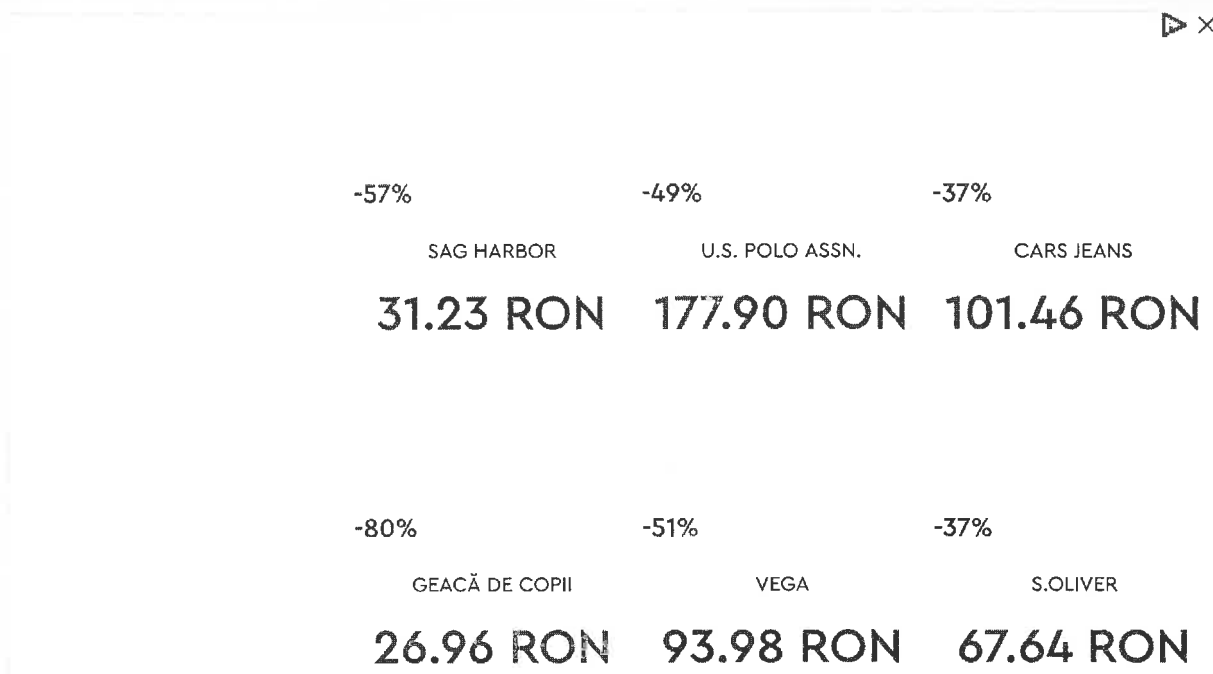 -57% -49% -37%
SAG HARBOR U.S. POLO ASSN. CARS JEANS
31.23 RON 177.90 RON 101.46 RON
-80% -51% -37%
GEACĂ DE COPII VEGA S.OLIVER
26.96 RON 93.98 RON 67.64 RON